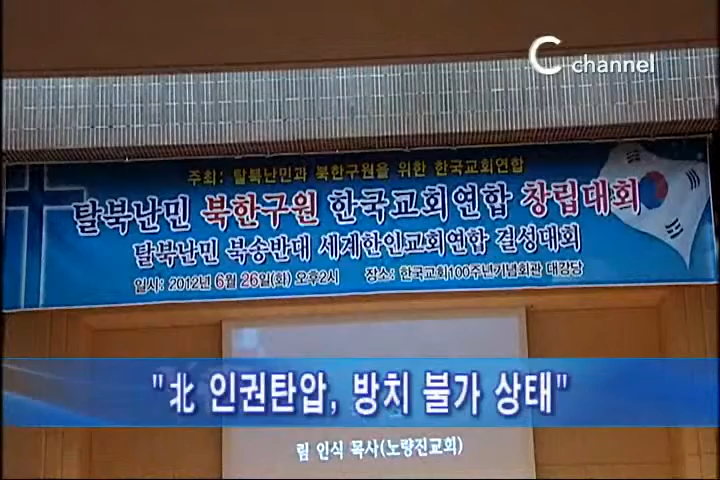 C channel
주최: 탈북난민과 북한구원을 위한 한국교회연합
탈북난민 북한구원 한국교회연합 창립대회
탈북난민 북송반대 세계한인교회연합 결성대회
일시: 2012년 6월 26일(화) 오후2시 장소: 한국교회100주년기념회관 대강당
"北 인권탄압, 방치 불가 상태"
림 인식 목사(노량진교회)